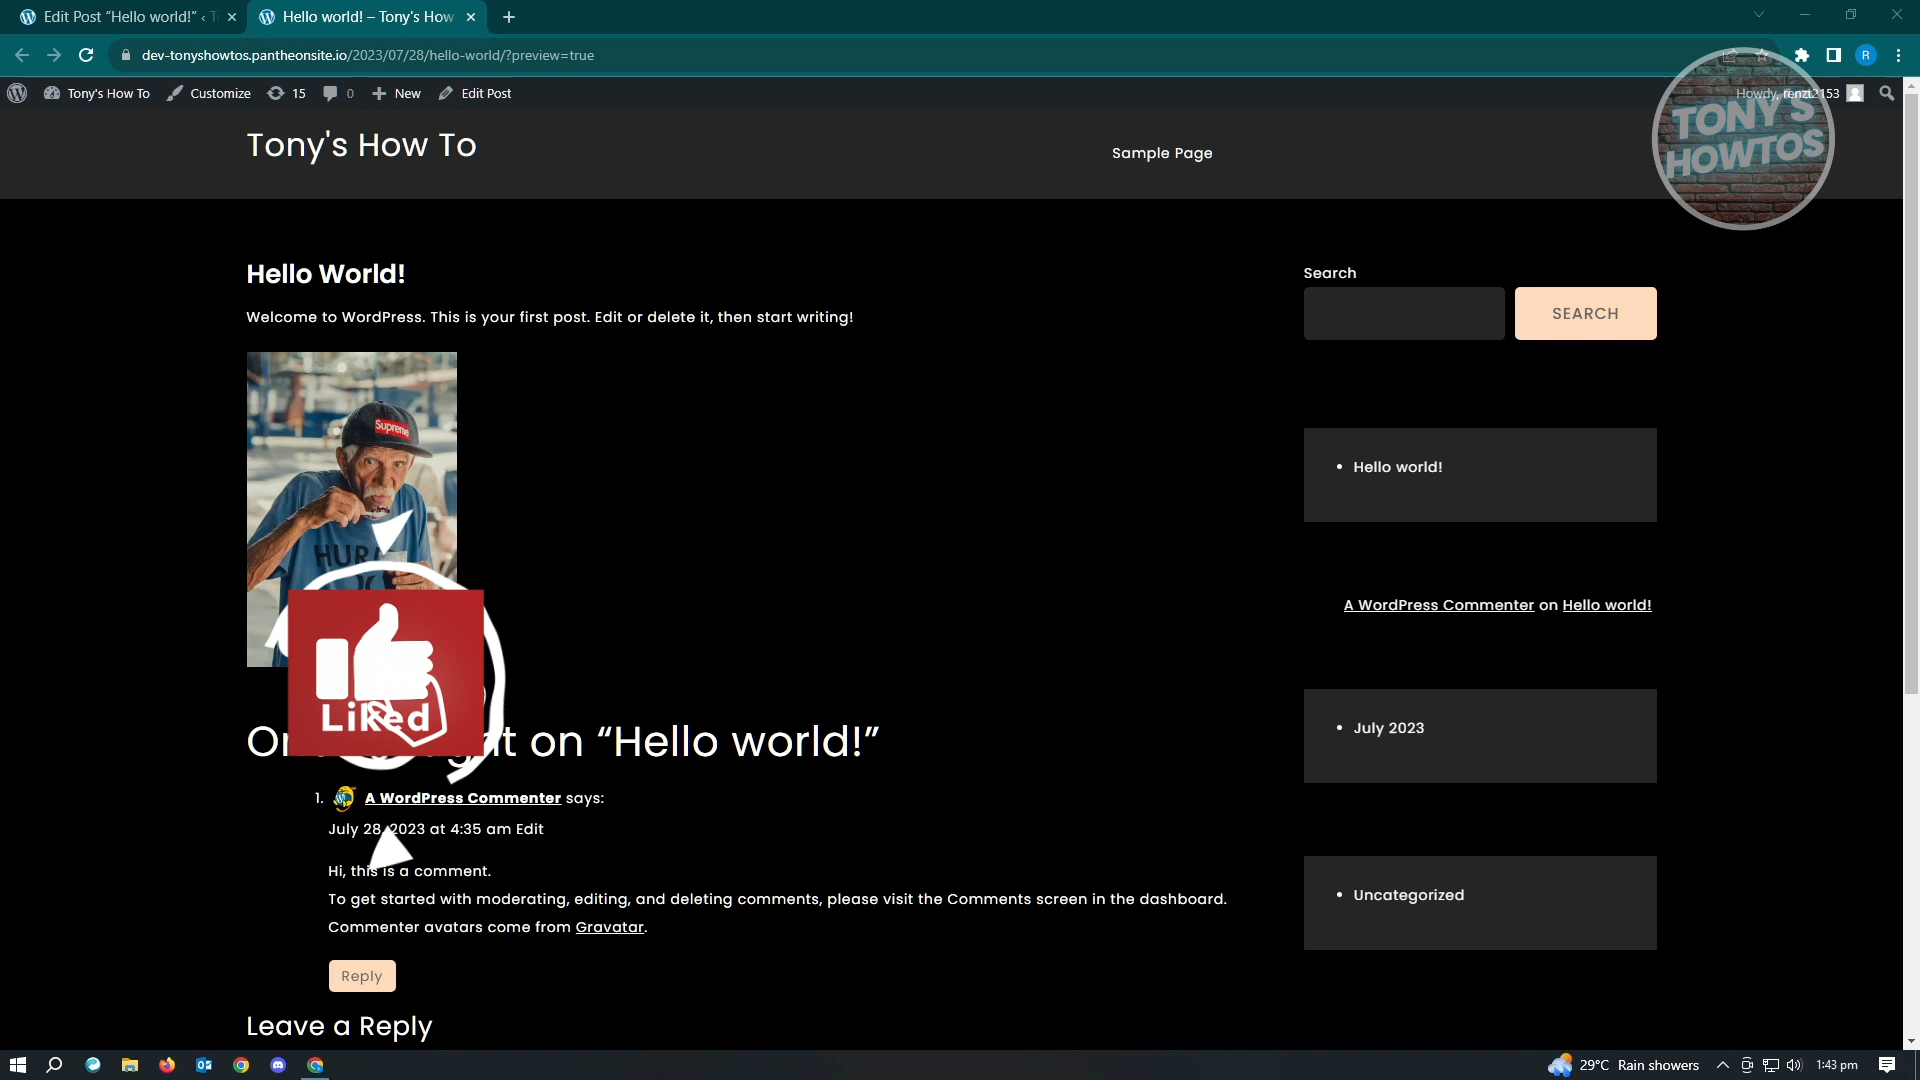 Edit Post “Hello world!” ‹ T
Hello world! – Tony's How
dev-tonyshowtos.pantheonsite.io/2023/07/28/hello-world/?preview=true
Tony's How To
Customize
15
0
New
Edit Post
Howdy, renzt2153
TONY'S
HOWTOS
Tony's How To
Sample Page
Hello World!
Welcome to WordPress. This is your first post. Edit or delete it, then start writing!
Supreme
Liked
t on “Hello world!”
1. A WordPress Commenter says:
July 28, 2023 at 4:35 am Edit
Hi, this is a comment.
To get started with moderating, editing, and deleting comments, please visit the Comments screen in the dashboard.
Commenter avatars come from Gravatar.
Reply
Leave a Reply
Search
SEARCH
• Hello world!
A WordPress Commenter on Hello world!
• July 2023
• Uncategorized
R
29°C Rain showers
1:43 pm